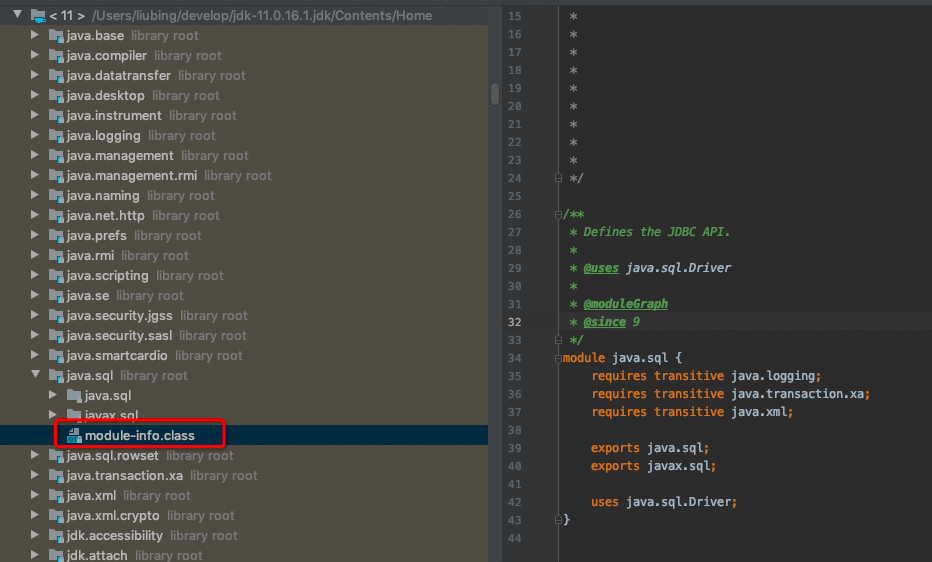 < 11 > /Users/liubing/develop/jdk-11.0.16.1.jdk/Contents/Home
java.base library root
java.compiler library root
java.datatransfer library root
java.desktop library root
java.instrument library root
java.logging library root
java.management library root
java.management.rmi library root
java.naming library root
java.net.http library root
java.prefs library root
java.rmi library root
java.scripting library root
java.se library root
java.security.jgss library root
java.security.sasl library root
java.smartcardio library root
java.sql library root
java.sql
javax.sql
module-info.class
java.sql.rowset library root
java.transaction.xa library root
java.xml library root
java.xml.crypto library root
jdk.accessibility library root
jdk.attach library root
15 *
16 *
17 *
18 *
19 *
20 *
21 *
22 *
23 *
24 */
25
26 /**
27 * Defines the JDBC API.
28 *
29 * @uses java.sql.Driver
30 *
31 * @moduleGraph
32 * @since 9
33 */
34 module java.sql {
35 requires transitive java.logging;
36 requires transitive java.transaction.xa;
37 requires transitive java.xml;
38
39 exports java.sql;
40 exports javax.sql;
41
42 uses java.sql.Driver;
43 }
44